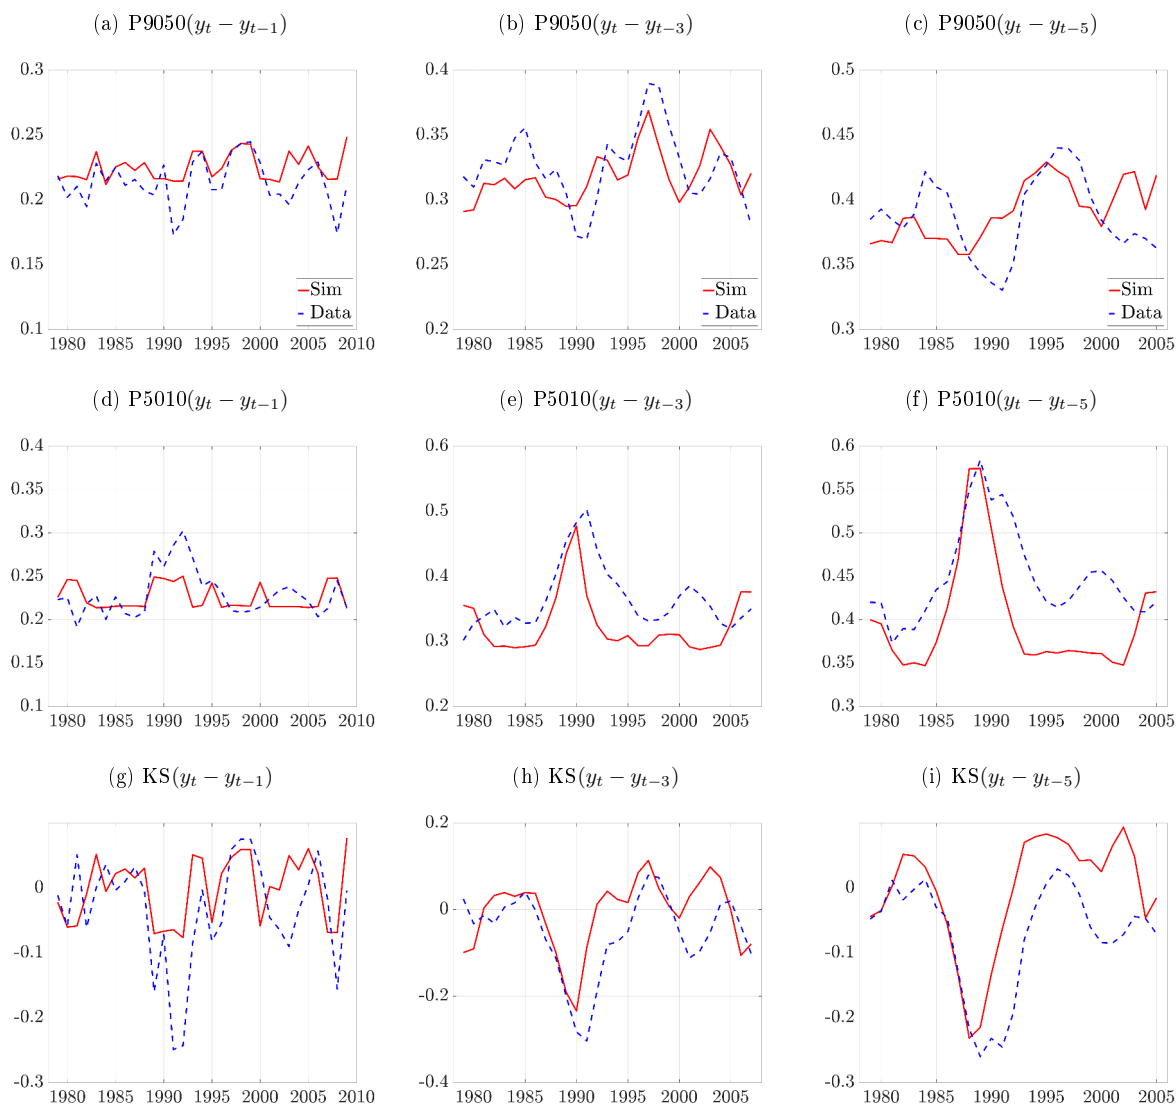 (a) P9050(y_t − y_{t−1})
(b) P9050(y_t − y_{t−3})
(c) P9050(y_t − y_{t−5})
0.3
0.25
0.2
0.15
0.1
1980 1985 1990 1995 2000 2005 2010
Sim
Data
0.4
0.35
0.3
0.25
0.2
1980 1985 1990 1995 2000 2005
Sim
Data
0.5
0.45
0.4
0.35
0.3
1980 1985 1990 1995 2000 2005
Sim
Data
(d) P5010(y_t − y_{t−1})
(e) P5010(y_t − y_{t−3})
(f) P5010(y_t − y_{t−5})
0.4
0.35
0.3
0.25
0.2
0.15
0.1
1980 1985 1990 1995 2000 2005 2010
0.6
0.5
0.4
0.3
0.2
1980 1985 1990 1995 2000 2005
0.6
0.55
0.5
0.45
0.4
0.35
0.3
1980 1985 1990 1995 2000 2005
(g) KS(y_t − y_{t−1})
(h) KS(y_t − y_{t−3})
(i) KS(y_t − y_{t−5})
0
-0.1
-0.2
-0.3
1980 1985 1990 1995 2000 2005 2010
0.2
0
-0.2
-0.4
1980 1985 1990 1995 2000 2005
0
-0.1
-0.2
-0.3
1980 1985 1990 1995 2000 2005